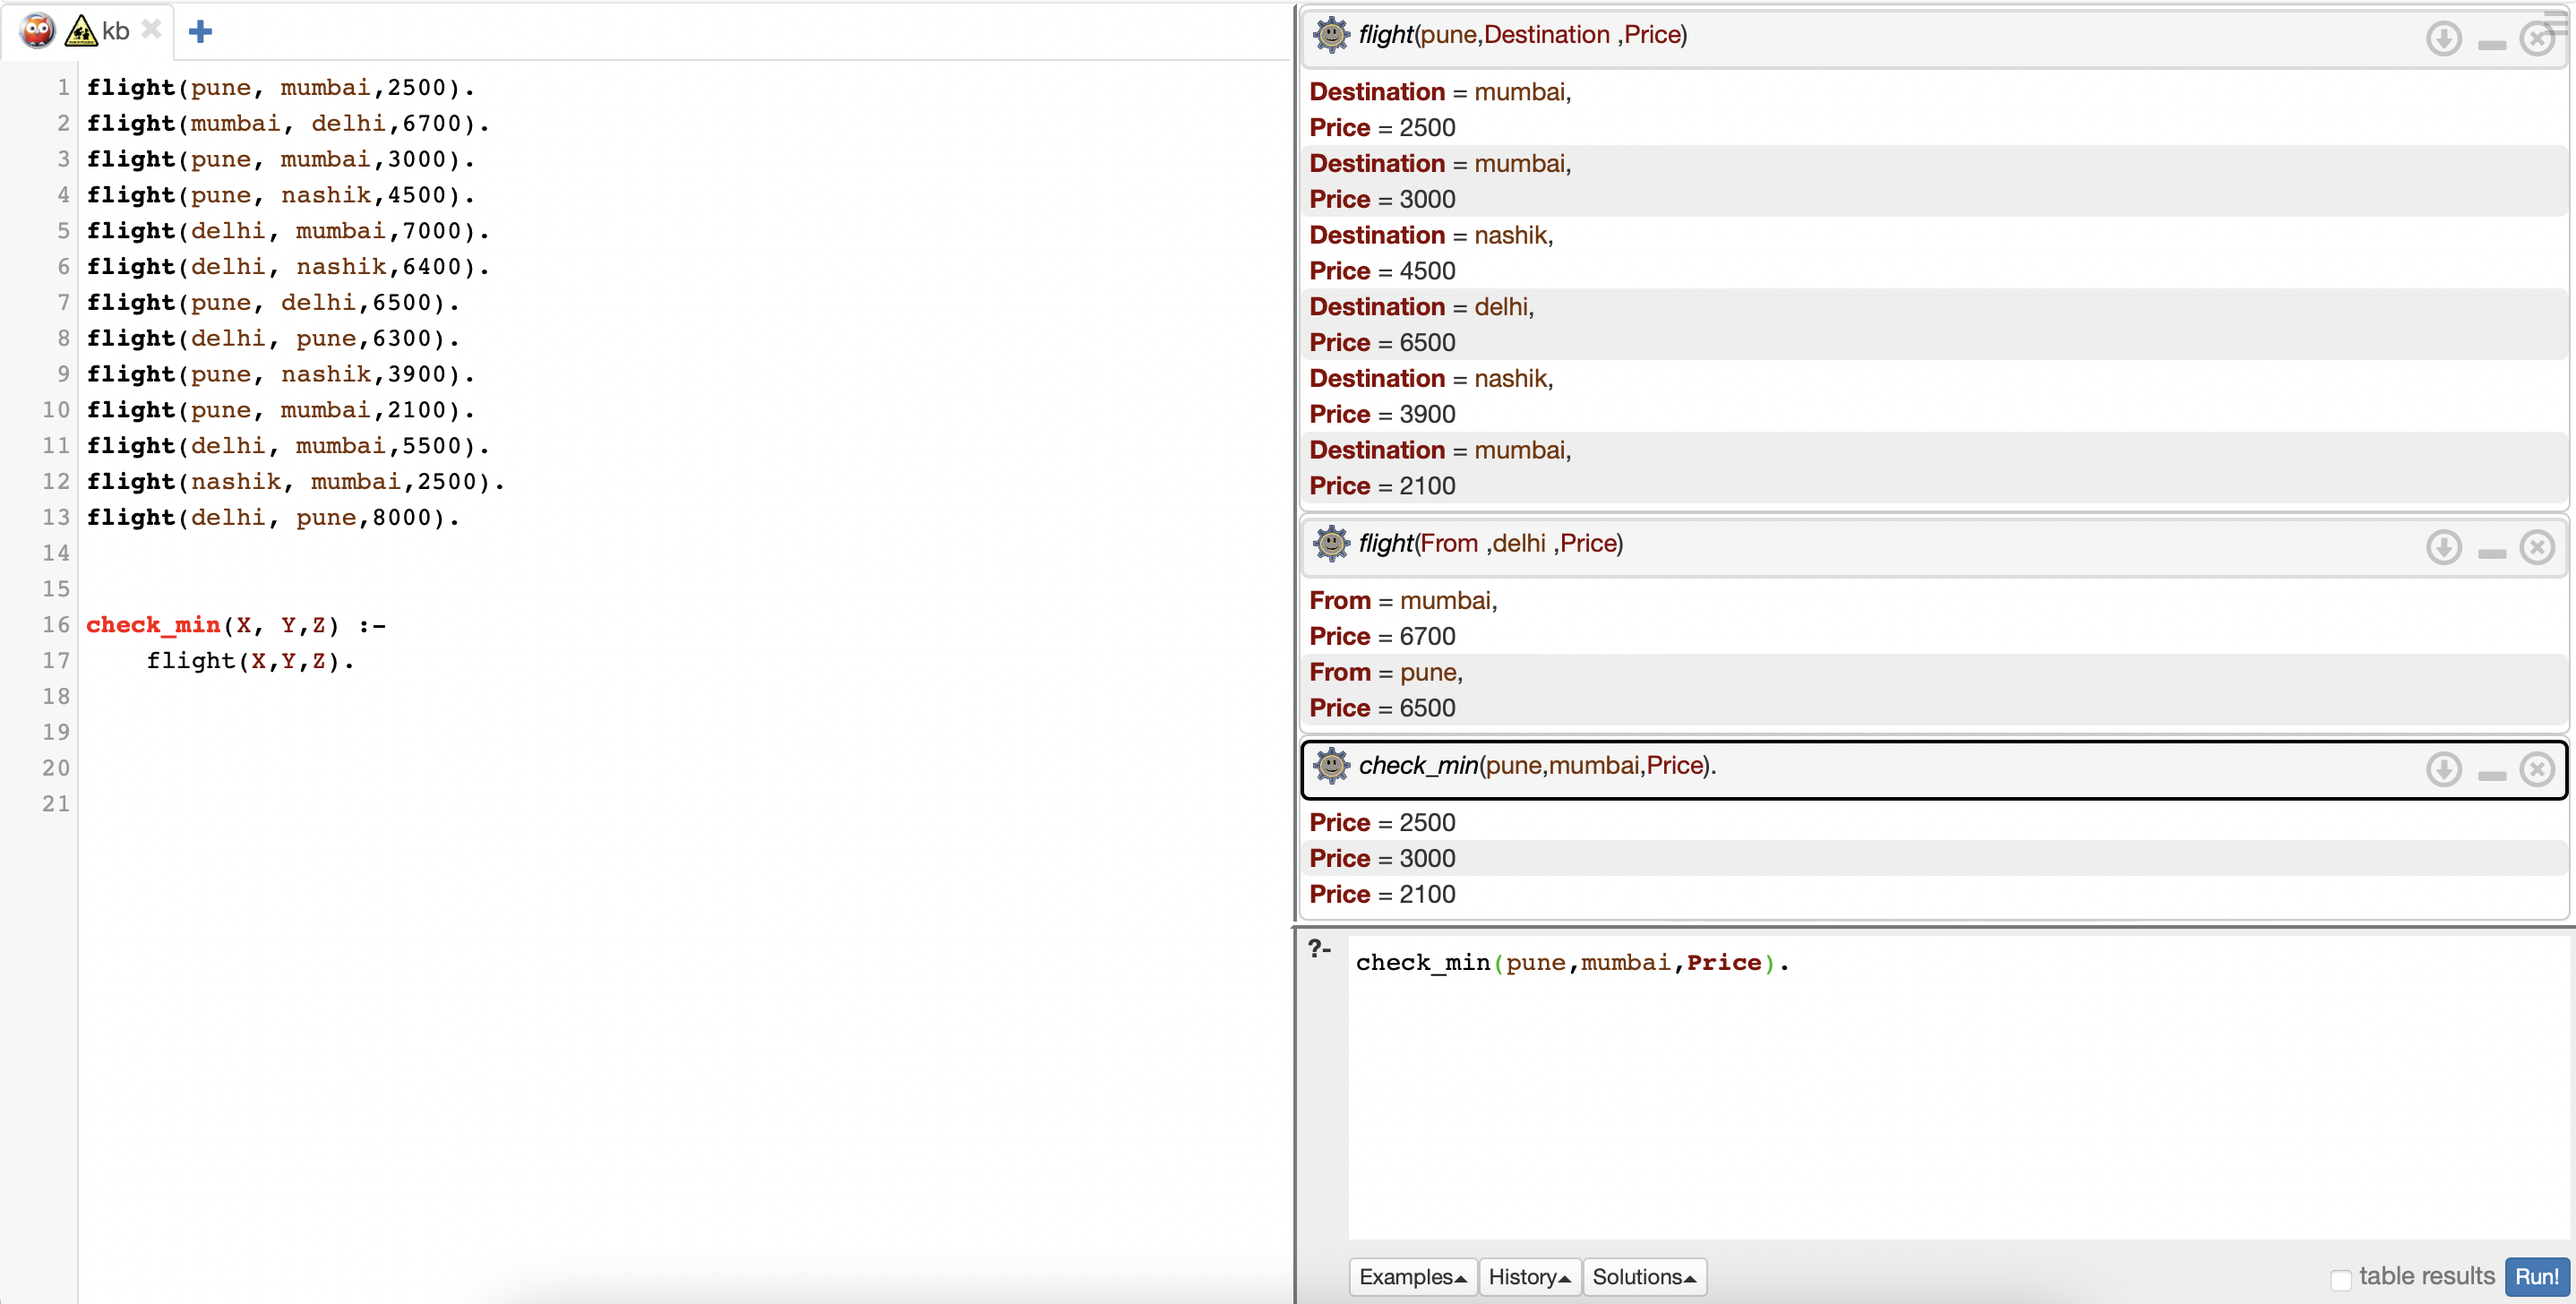 kb
1 flight(pune, mumbai,2500).
2 flight(mumbai, delhi,6700).
3 flight(pune, mumbai,3000).
4 flight(pune, nashik,4500).
5 flight(delhi, mumbai,7000).
6 flight(delhi, nashik,6400).
7 flight(pune, delhi,6500).
8 flight(delhi, pune,6300).
9 flight(pune, nashik,3900).
10 flight(pune, mumbai,2100).
11 flight(delhi, mumbai,5500).
12 flight(nashik, mumbai,2500).
13 flight(delhi, pune,8000).
14
15
16 check_min(X, Y,Z) :-
17 flight(X,Y,Z).
18
19
20
21
flight(pune,Destination ,Price)
Destination = mumbai,
Price = 2500
Destination = mumbai,
Price = 3000
Destination = nashik,
Price = 4500
Destination = delhi,
Price = 6500
Destination = nashik,
Price = 3900
Destination = mumbai,
Price = 2100
flight(From ,delhi ,Price)
From = mumbai,
Price = 6700
From = pune,
Price = 6500
check_min(pune,mumbai,Price).
Price = 2500
Price = 3000
Price = 2100
?- check_min(pune,mumbai,Price).
Examples History Solutions table results Run!